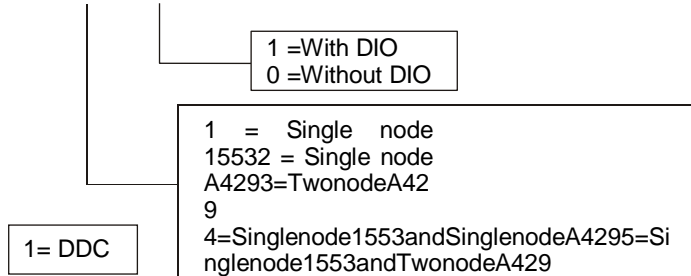 1 =With DIO
0 =Without DIO
1 = Single node
15532 = Single node
A4293=TwonodeA42
9
4=Singlenode1553andSinglenodeA4295=Si
nglenode1553andTwonodeA429
1= DDC